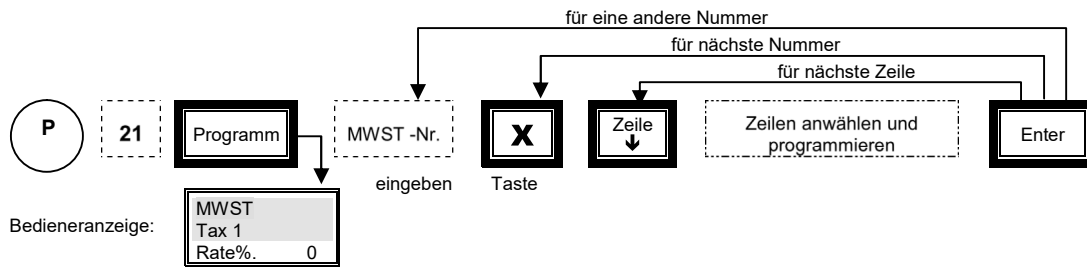 für eine andere Nummer
für nächste Nummer
für nächste Zeile
P
21
Programm
MWST -Nr.
X
Zeile
Zeilen anwählen und
programmieren
Enter
eingeben
Taste
Bedieneranzeige:
MWST
Tax 1
Rate%. 0